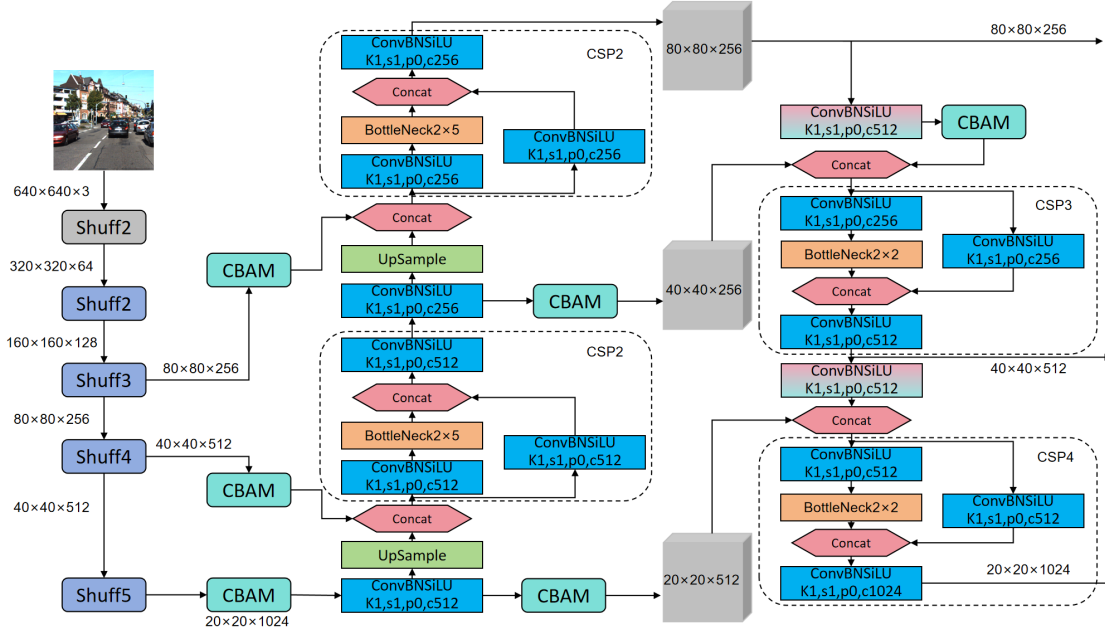 640×640×3
Shuff2
320×320×64
Shuff2
160×160×128
Shuff3
80×80×256
80×80×256
Shuff4
40×40×512
40×40×512
Shuff5
CBAM
CBAM
CBAM
20×20×1024
CSP2
ConvBNSiLU
K1,s1,p0,c256
Concat
BottleNeck2×5
ConvBNSiLU
K1,s1,p0,c256
ConvBNSiLU
K1,s1,p0,c256
Concat
UpSample
ConvBNSiLU
K1,s1,p0,c256
CBAM
CSP2
ConvBNSiLU
K1,s1,p0,c512
Concat
BottleNeck2×5
ConvBNSiLU
K1,s1,p0,c512
ConvBNSiLU
K1,s1,p0,c512
Concat
UpSample
ConvBNSiLU
K1,s1,p0,c512
CBAM
80×80×256
40×40×256
20×20×512
80×80×256
ConvBNSiLU
K1,s1,p0,c512
CBAM
Concat
CSP3
ConvBNSiLU
K1,s1,p0,c256
BottleNeck2×2
ConvBNSiLU
K1,s1,p0,c256
Concat
ConvBNSiLU
K1,s1,p0,c512
40×40×512
ConvBNSiLU
K1,s1,p0,c512
Concat
CSP4
ConvBNSiLU
K1,s1,p0,c512
BottleNeck2×2
ConvBNSiLU
K1,s1,p0,c512
Concat
ConvBNSiLU
K1,s1,p0,c1024
20×20×1024